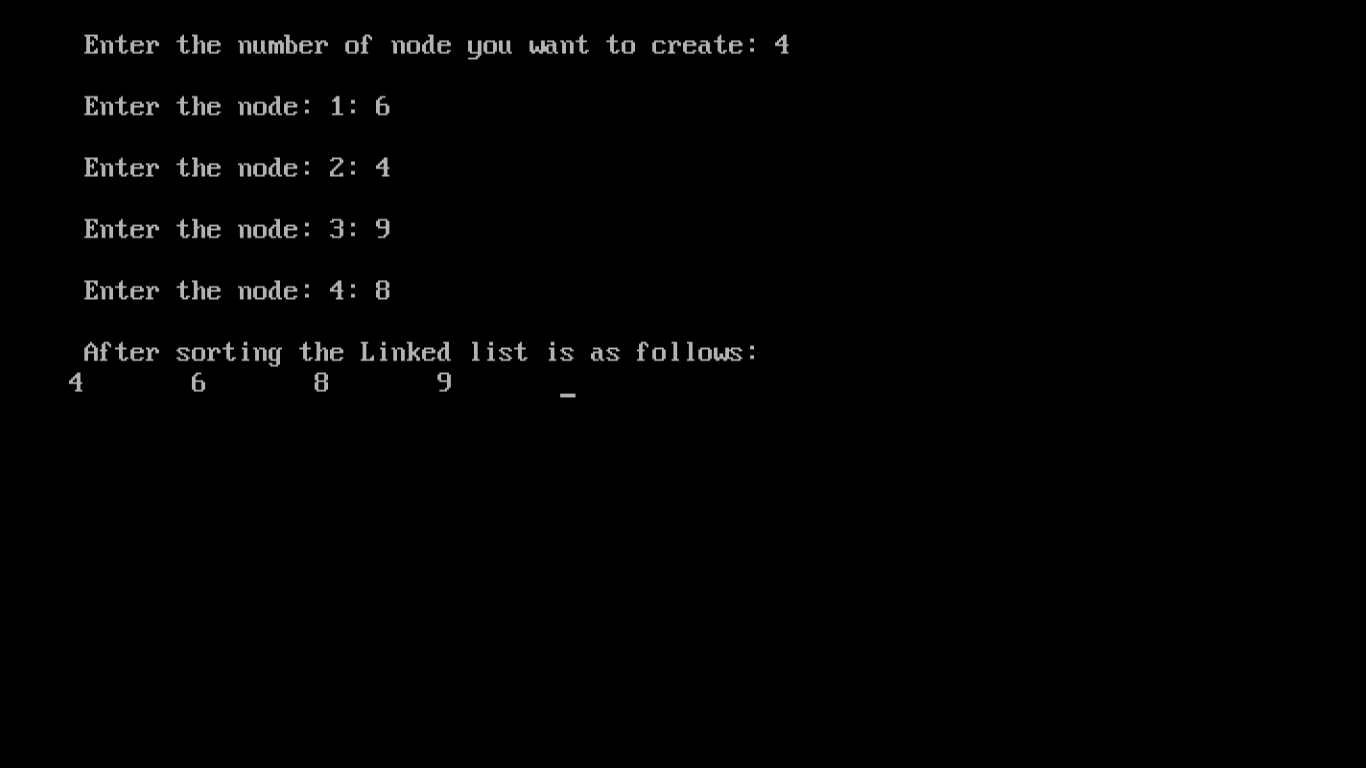 Enter the number of node you want to create: 4
Enter the node: 1: 6
Enter the node: 2: 4
Enter the node: 3: 9
Enter the node: 4: 8
After sorting the Linked list is as follows:
4 6 8 9 _